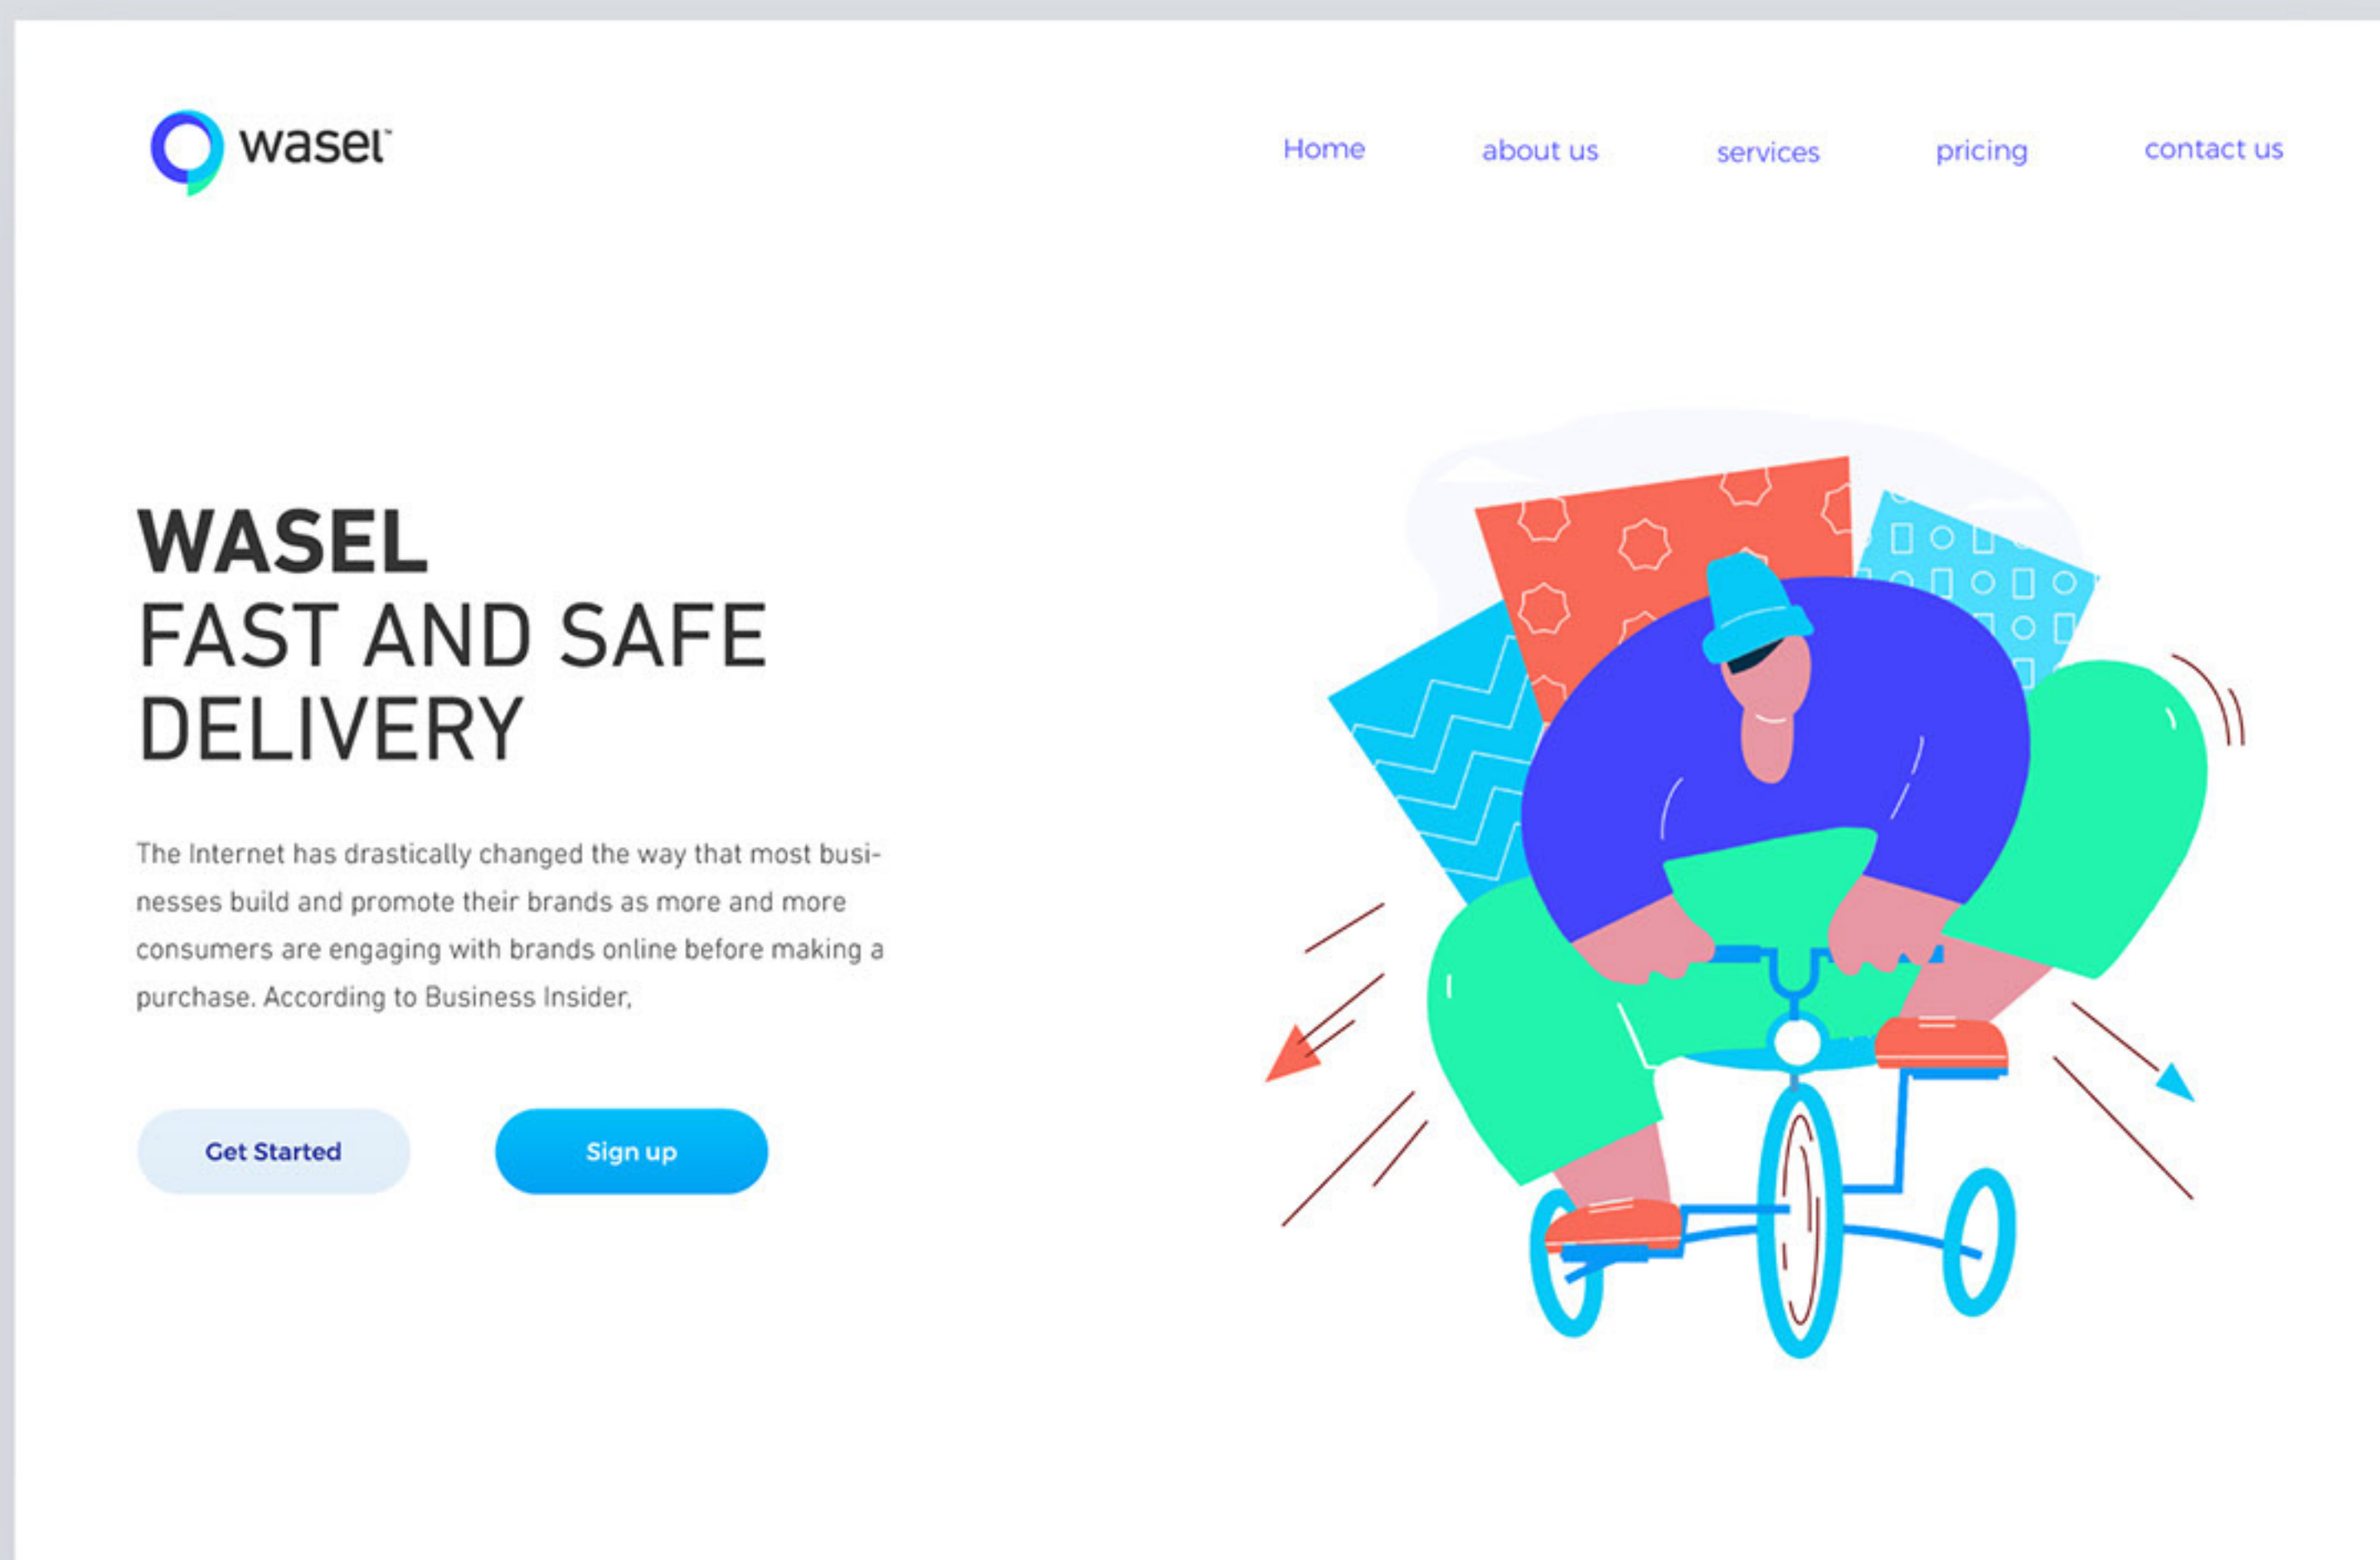 wasel™
Home about us services pricing contact us
WASEL
FAST AND SAFE
DELIVERY
The Internet has drastically changed the way that most busi-
nesses build and promote their brands as more and more
consumers are engaging with brands online before making a
purchase. According to Business Insider,
Get Started Sign up